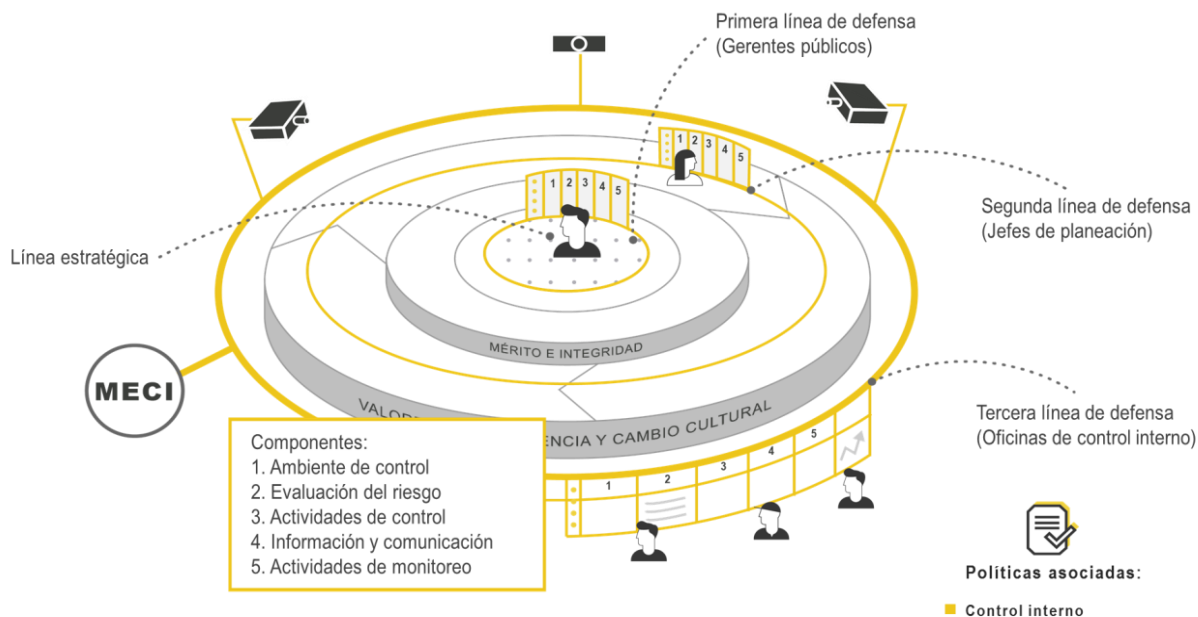 Primera línea de defensa
(Gerentes públicos)
1 2 3 4 5
1 2 3 4 5
Segunda línea de defensa
(Jefes de planeación)
Línea estratégica
MÉRITO E INTEGRIDAD
MECI
ENCIA Y CAMBIO CULTURAL
Tercera línea de defensa
(Oficinas de control interno)
Componentes:
1. Ambiente de control
2. Evaluación del riesgo
3. Actividades de control
4. Información y comunicación
5. Actividades de monitoreo
1 2 3 4 5
Políticas asociadas:
Control interno